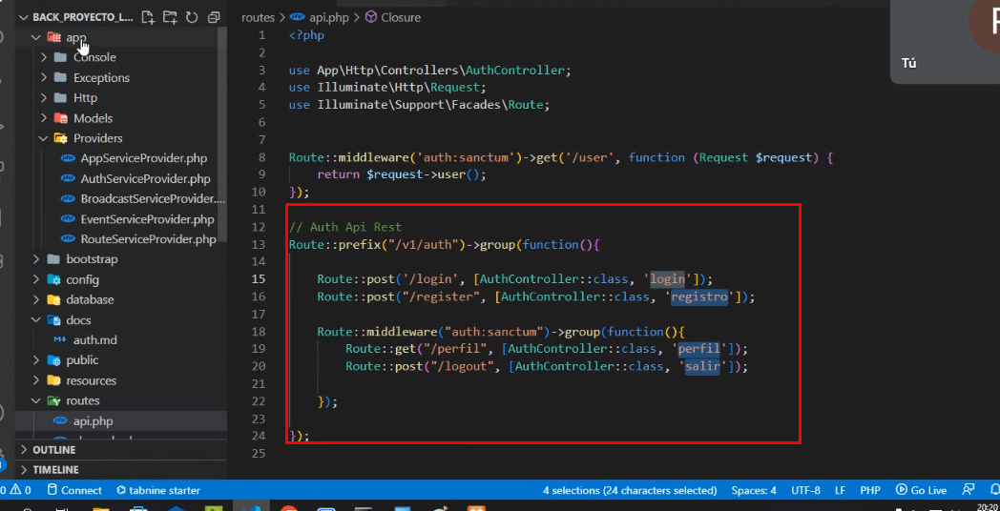 BACK_PROYECTO_L...
app
Console
Exceptions
Http
Models
Providers
AppServiceProvider.php
AuthServiceProvider.php
BroadcastServiceProvider....
EventServiceProvider.php
RouteServiceProvider.php
bootstrap
config
database
docs
auth.md
public
resources
routes
api.php
OUTLINE
TIMELINE
routes > api.php > Closure
1 <?php
2
3 use App\Http\Controllers\AuthController;
4 use Illuminate\Http\Request;
5 use Illuminate\Support\Facades\Route;
6
7
8 Route::middleware('auth:sanctum')->get('/user', function (Request $request) {
9 return $request->user();
10 });
11
12 // Auth Api Rest
13 Route::prefix("/v1/auth")->group(function(){
14
15 Route::post('/login', [AuthController::class, 'login']);
16 Route::post("/register", [AuthController::class, 'registro']);
17
18 Route::middleware("auth:sanctum")->group(function(){
19 Route::get("/perfil", [AuthController::class, 'perfil']);
20 Route::post("/logout", [AuthController::class, 'salir']);
21
22 });
23
24 });
25
Tú
0 0 Connect tabnine starter 4 selections (24 characters selected) Spaces: 4 UTF-8 LF PHP Go Live
20:20